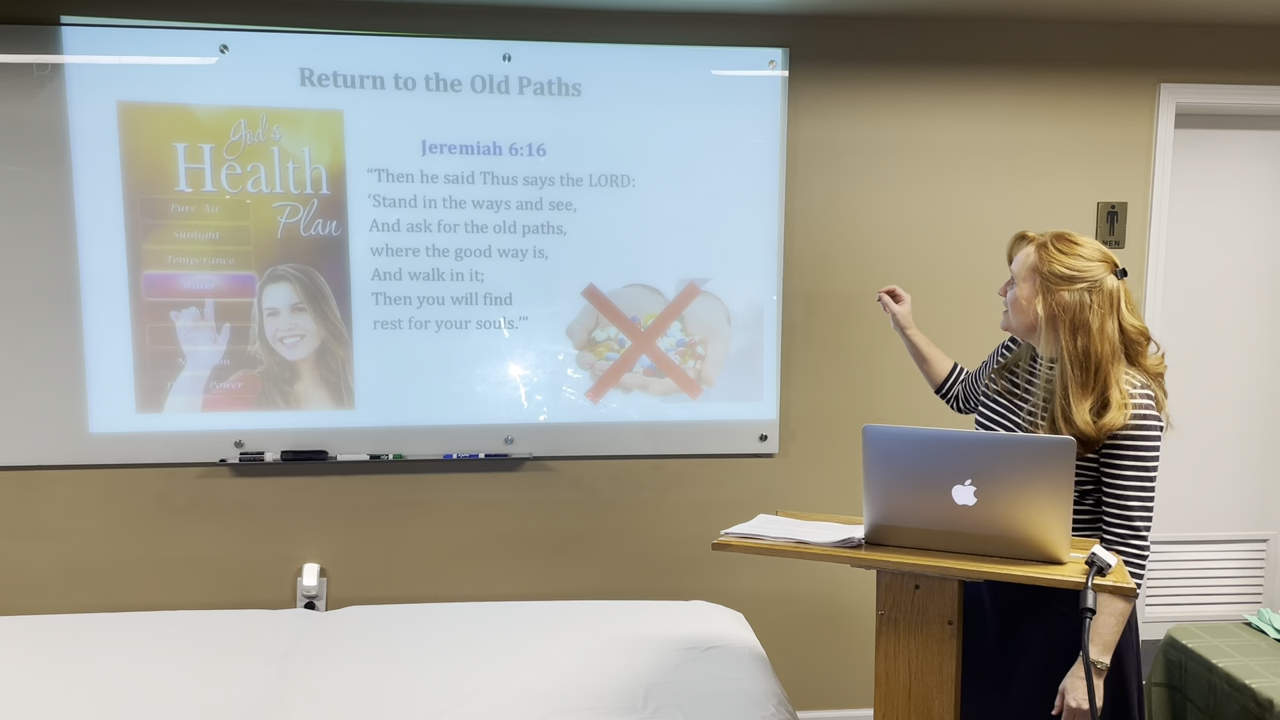 Return to the Old Paths
God's
Health
Plan
Pure Air
Sunlight
Temperance
Water
Power
Jeremiah 6:16
“Then he said Thus says the LORD:
‘Stand in the ways and see,
And ask for the old paths,
where the good way is,
And walk in it;
Then you will find
rest for your souls.’”
MEN